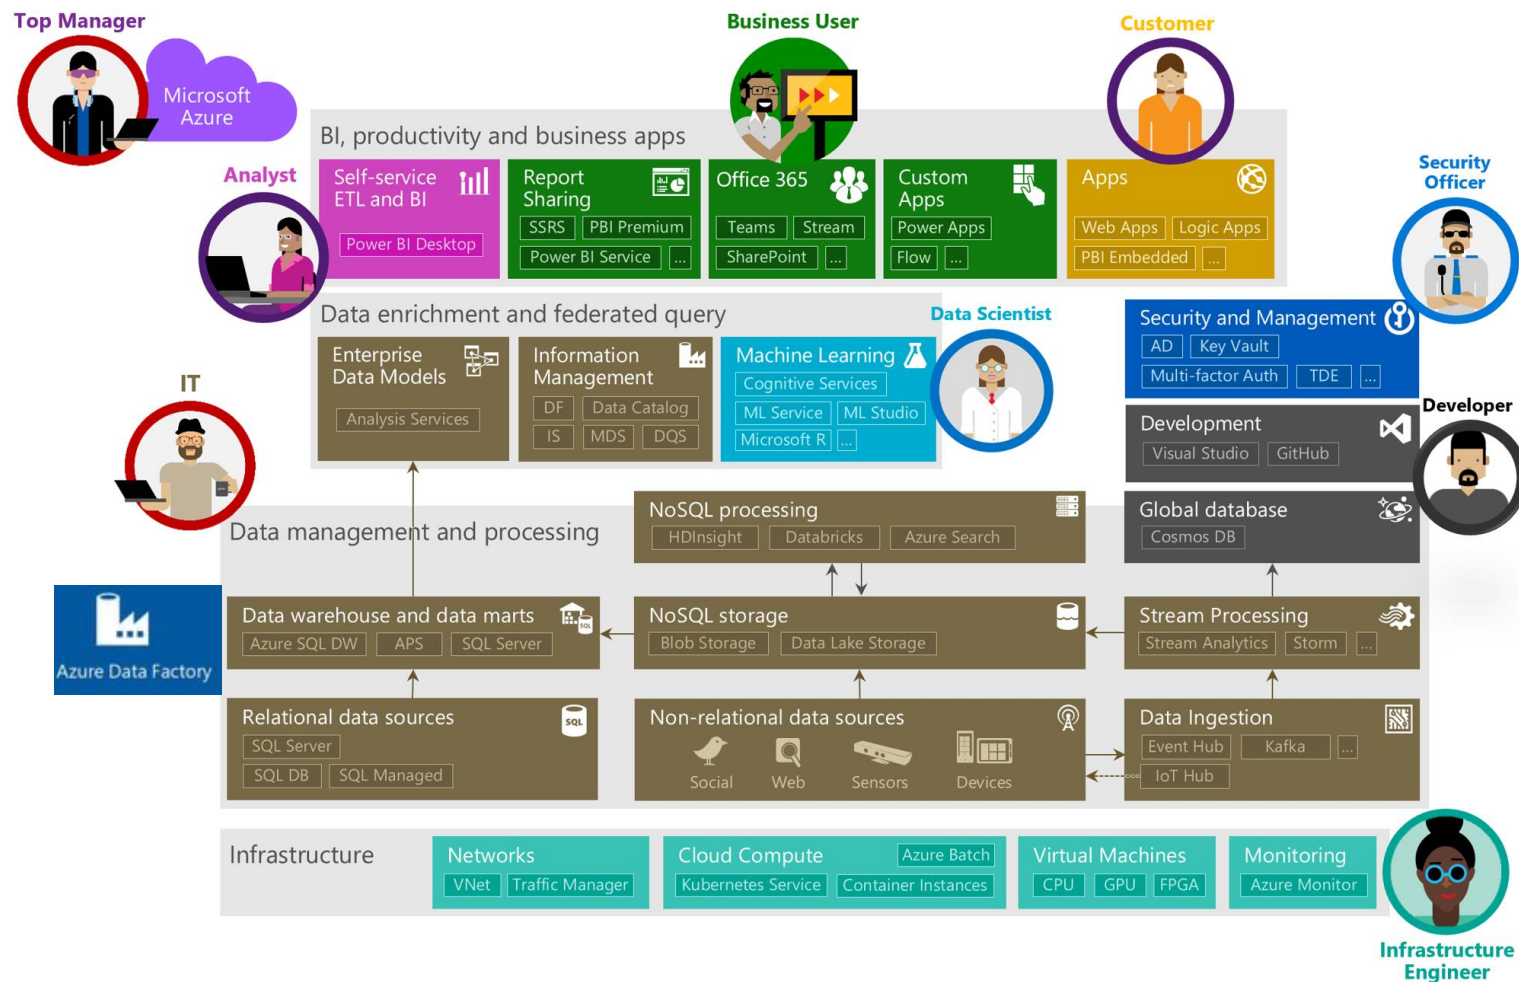 Top Manager
Business User
Customer
Microsoft
Azure
BI, productivity and business apps
Analyst
Self-service
ETL and BI
Power BI Desktop
Report
Sharing
SSRS
PBI Premium
Power BI Service
...
Office 365
Teams
Stream
SharePoint
...
Custom
Apps
Power Apps
Flow
...
Apps
Web Apps
Logic Apps
PBI Embedded
...
Security
Officer
Data enrichment and federated query
Data Scientist
Enterprise
Data Models
Analysis Services
Information
Management
DF
Data Catalog
IS
MDS
DQS
Machine Learning
Cognitive Services
ML Service
ML Studio
Microsoft R
...
Security and Management
AD
Key Vault
Multi-factor Auth
TDE
...
IT
Developer
Development
Visual Studio
GitHub
Data management and processing
NoSQL processing
HDInsight
Databricks
Azure Search
Global database
Cosmos DB
Azure Data Factory
Data warehouse and data marts
SQL
Azure SQL DW
APS
SQL Server
NoSQL storage
Blob Storage
Data Lake Storage
Stream Processing
Stream Analytics
Storm
...
Relational data sources
SQL
SQL Server
SQL DB
SQL Managed
Non-relational data sources
Social
Web
Sensors
Devices
Data Ingestion
Event Hub
Kafka
...
IoT Hub
Infrastructure
Networks
VNet
Traffic Manager
Cloud Compute
Azure Batch
Kubernetes Service
Container Instances
Virtual Machines
CPU
GPU
FPGA
Monitoring
Azure Monitor
Infrastructure
Engineer